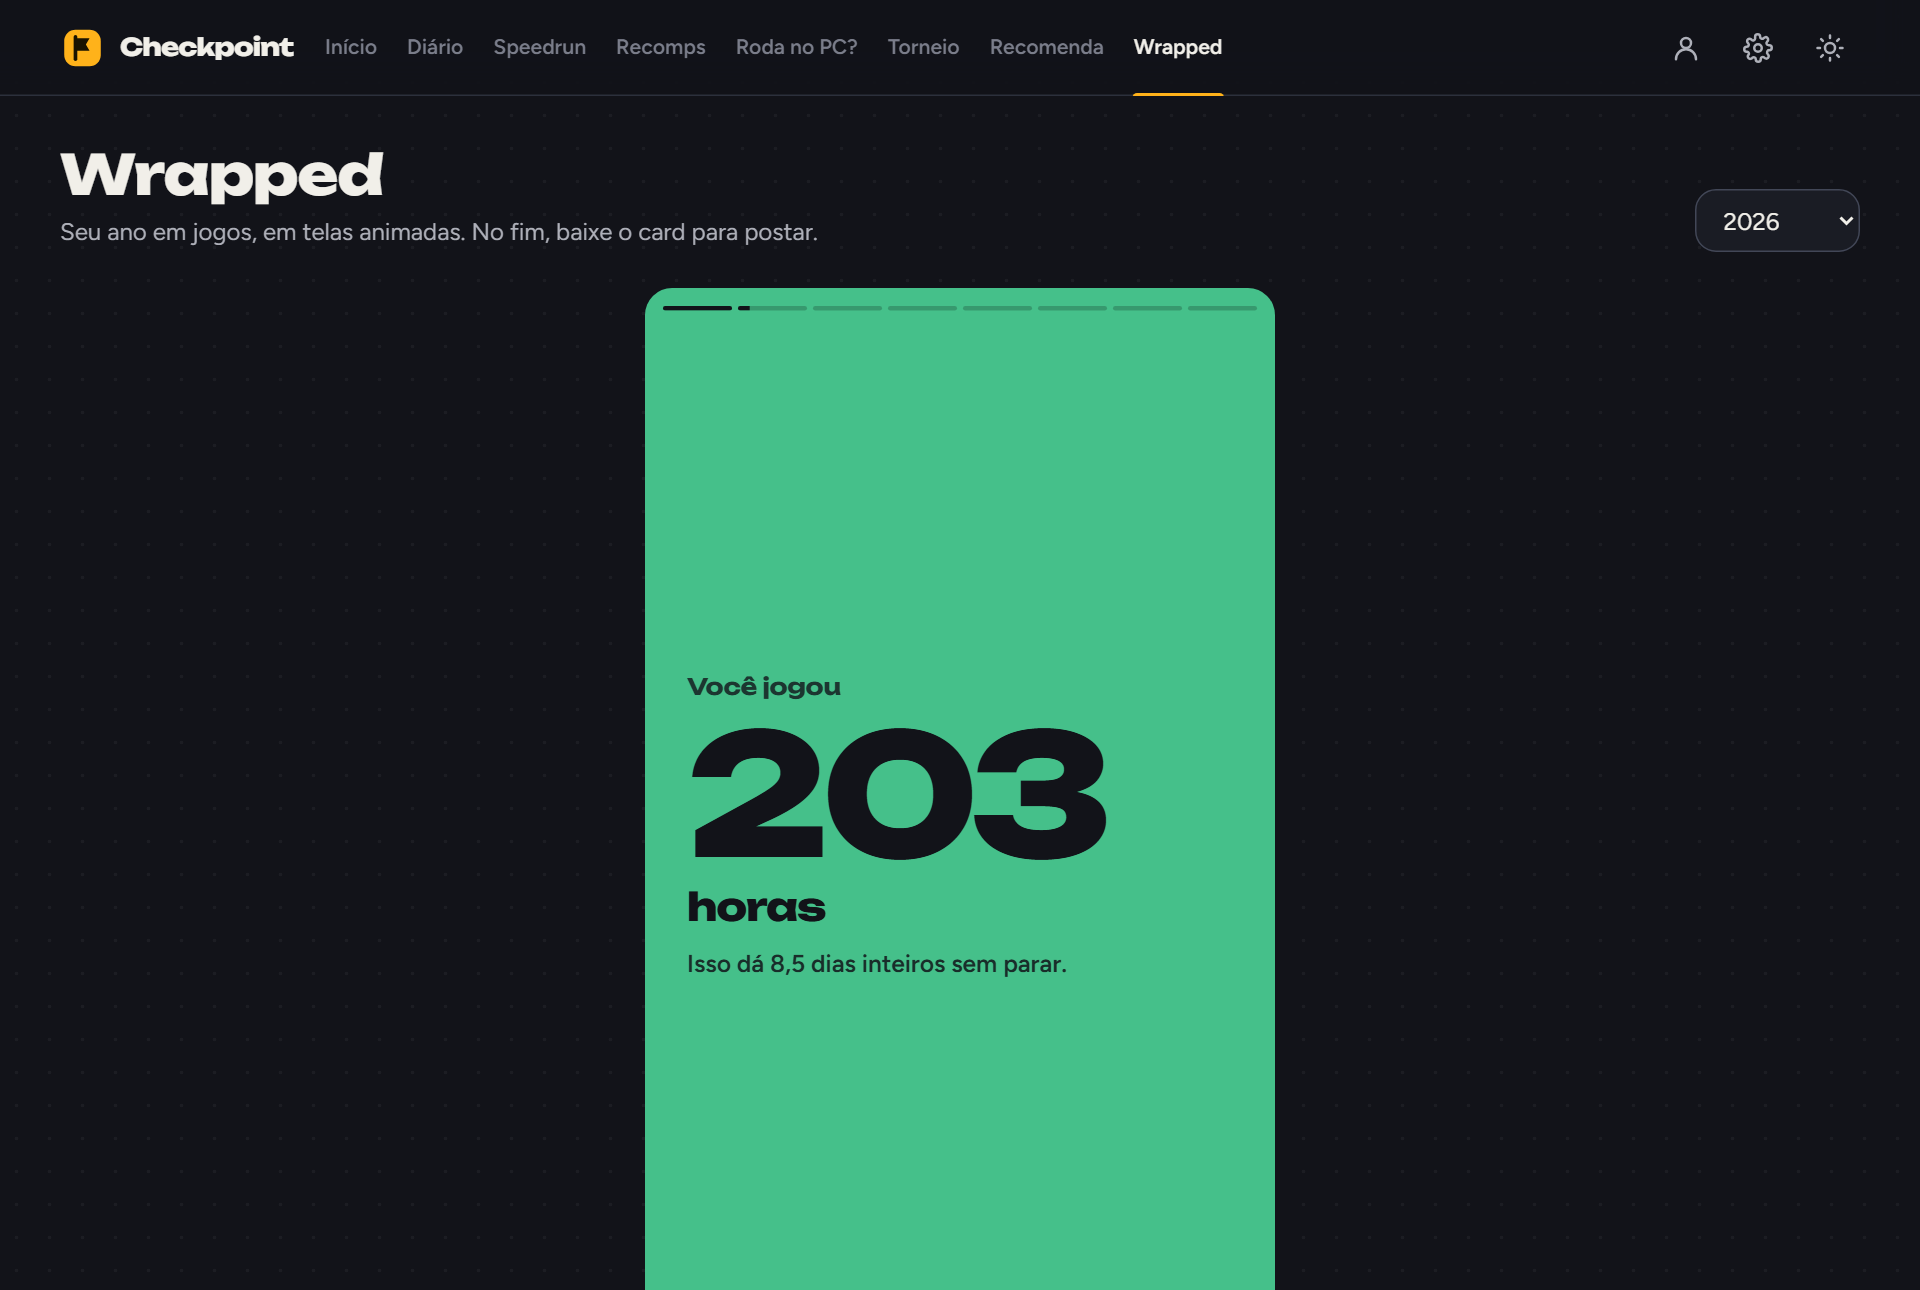 Checkpoint Início Diário Speedrun Recomps Roda no PC? Torneio Recomenda Wrapped
Wrapped
Seu ano em jogos, em telas animadas. No fim, baixe o card para postar.
2026
Você jogou
203
horas
Isso dá 8,5 dias inteiros sem parar.